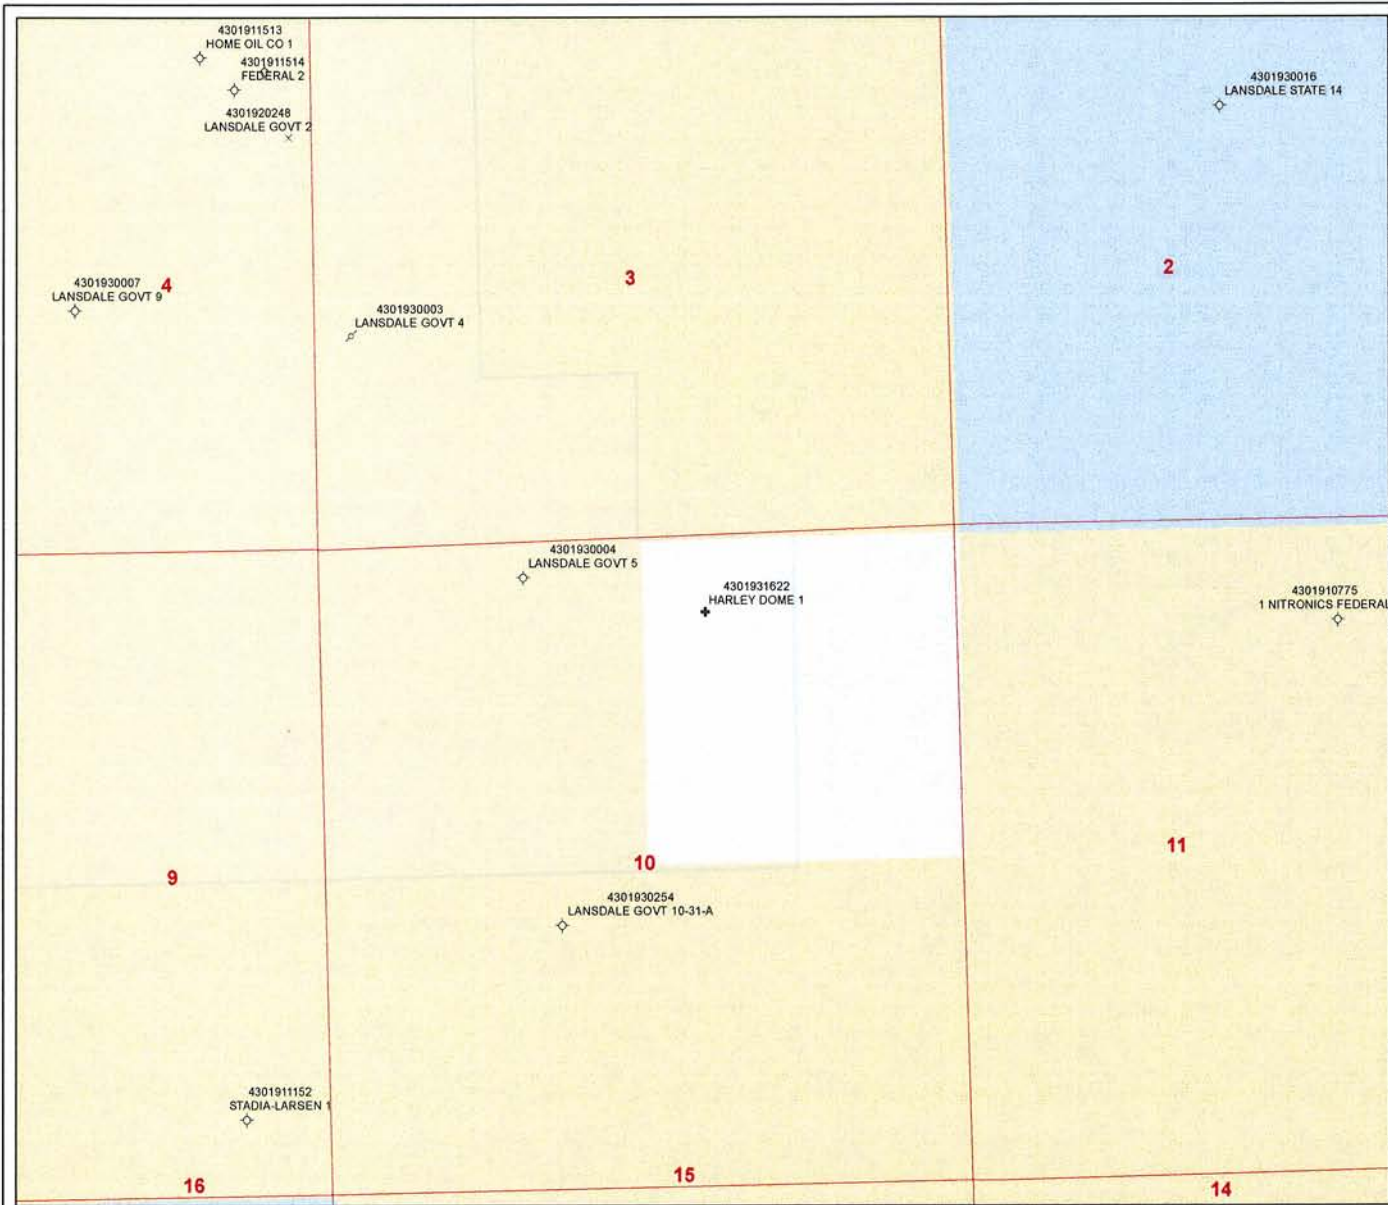 4301911513
HOME OIL CO 1
4301911514
FEDERAL 2
4301920248
LANSDALE GOVT 2
4301930016
LANSDALE STATE 14
4
3
2
4301930007
LANSDALE GOVT 9
4301930003
LANSDALE GOVT 4
4301930004
LANSDALE GOVT 5
4301931622
HARLEY DOME 1
4301910775
1 NITRONICS FEDERAL
9
10
11
4301930254
LANSDALE GOVT 10-31-A
4301911152
STADIA-LARSEN 1
16
15
14